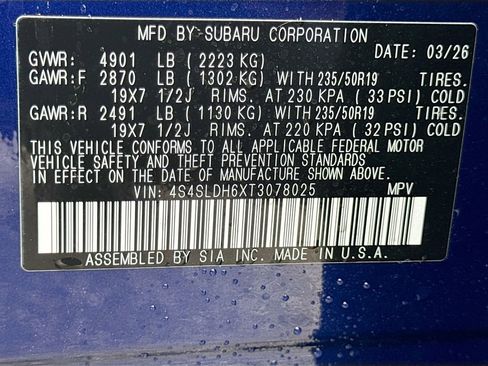 MFD BY-SUBARU CORPORATION
DATE: 03/26
GVWR: 4901 LB (2223 KG)
GAWR:F 2870 LB (1302 KG) WITH 235/50R19 TIRES.
19X7 1/2J RIMS. AT 230 KPA (33 PSI) COLD
GAWR:R 2491 LB (1130 KG) WITH 235/50R19 TIRES.
19X7 1/2J RIMS. AT 220 KPA (32 PSI) COLD
THIS VEHICLE CONFORMS TO ALL APPLICABLE FEDERAL MOTOR
VEHICLE SAFETY AND THEFT PREVENTION STANDARDS IN EFFECT
ON THE DATE OF MANUFACTURE SHOWN ABOVE.
VIN: 4S4SLDH6XT3078025 MPV
ASSEMBLED BY SIA INC. MADE IN U.S.A.